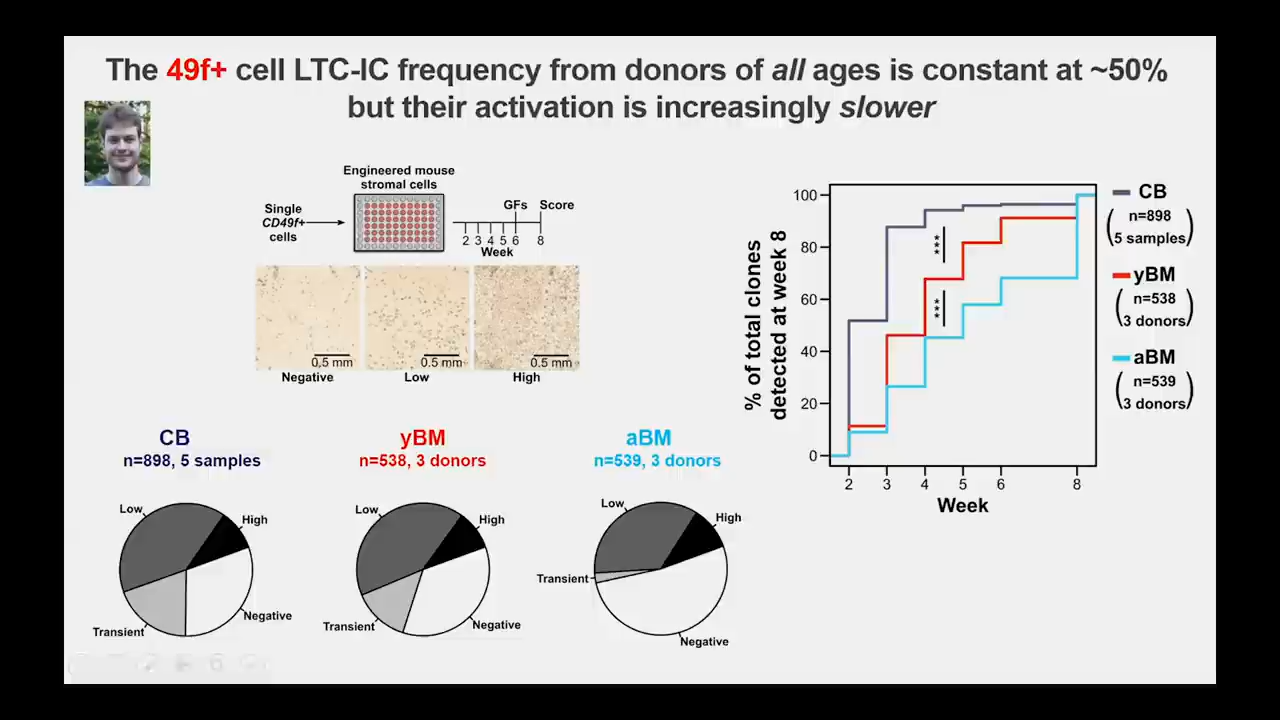 The 49f+ cell LTC-IC frequency from donors of all ages is constant at ~50%
but their activation is increasingly slower
Engineered mouse
stromal cells
Single
CD49f+
cells
GFs Score
2 3 4 5 6 8
Week
0.5 mm
0.5 mm
0.5 mm
Negative
Low
High
CB
n=898, 5 samples
Low
High
Transient
Negative
yBM
n=538, 3 donors
Low
High
Transient
Negative
aBM
n=539, 3 donors
Low
High
Transient
Negative
% of total clones
detected at week 8
100
80
60
40
20
0
***
***
2 3 4 5 6 8
Week
CB
(n=898
5 samples)
yBM
(n=538
3 donors)
aBM
(n=539
3 donors)